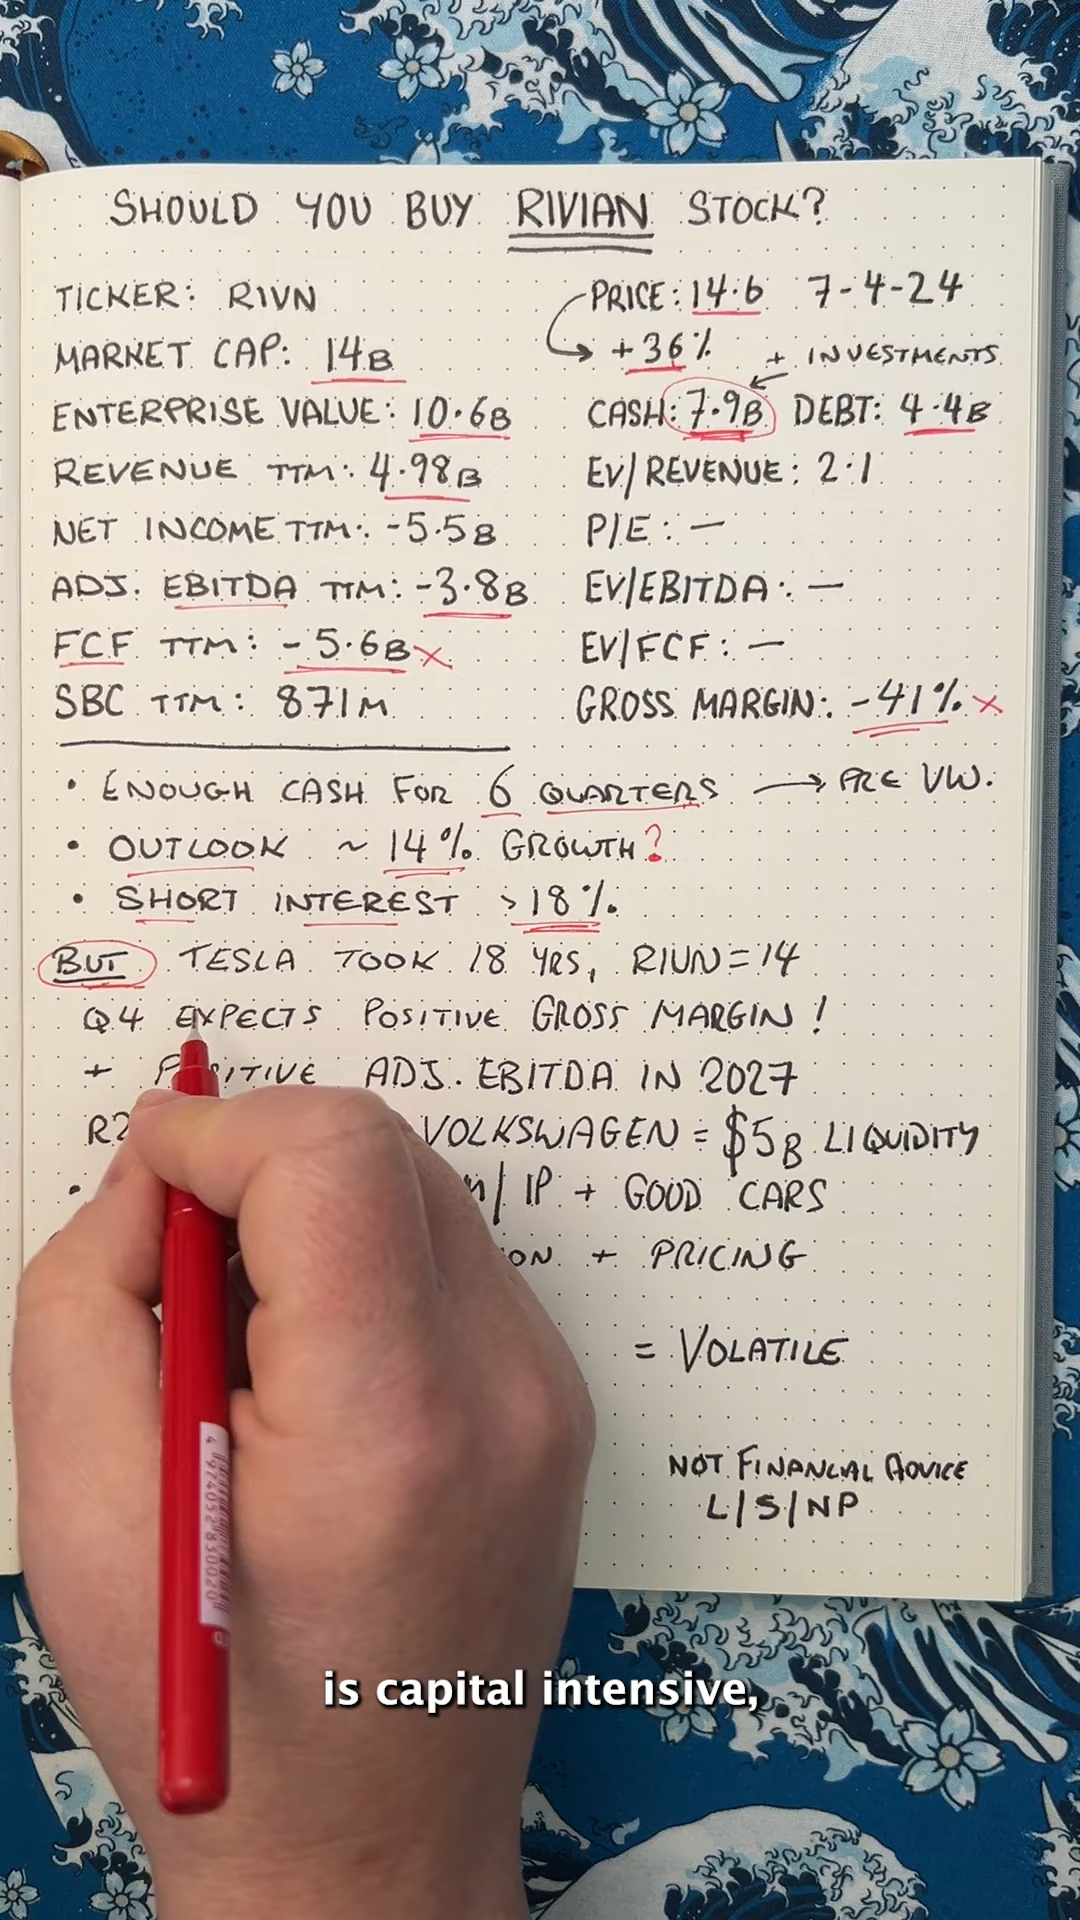 SHOULD YOU BUY RIVIAN STOCK?
TICKER: RIVN
PRICE: 14.6 7-4-24
MARKET CAP: 14B
+36% + INVESTMENTS
ENTERPRISE VALUE: 10.6B
CASH: 7.9B DEBT: 4.4B
REVENUE TTM: 4.98B
EV/REVENUE: 2:1
NET INCOME TTM: -5.5B
P/E: —
ADJ. EBITDA TTM: -3.8B
EV/EBITDA: —
FCF TTM: -5.6B x
EV/FCF: —
SBC TTM: 871M
GROSS MARGIN: -41% x
• ENOUGH CASH FOR 6 QUARTERS → PRE VW.
• OUTLOOK ~ 14% GROWTH?
• SHORT INTEREST >18%
BUT TESLA TOOK 18 YRS, RIVN=14
Q4 EXPECTS POSITIVE GROSS MARGIN!
+ POSITIVE ADJ. EBITDA IN 2027
R2 VOLKSWAGEN = $5B LIQUIDITY
• / IP + GOOD CARS
+ PRICING
= VOLATILE
NOT FINANCIAL ADVICE
L/S/NP
4 974052 830020
is capital intensive,